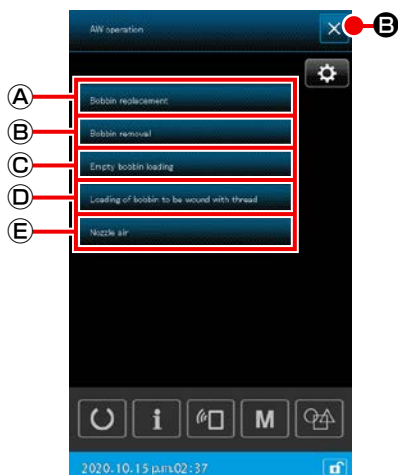 AW operation
B
A
Bobbin replacement
B
Bobbin removal
C
Empty bobbin loading
D
Loading of bobbin to be wound with thread
E
Nozzle air
i
M
2020.10.15 p.m.02:37